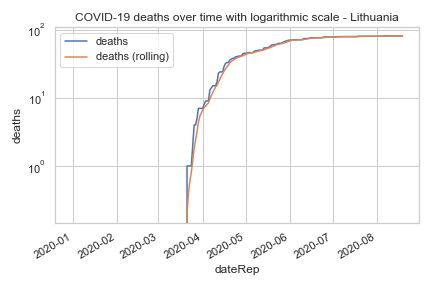 COVID-19 deaths over time with logarithmic scale - Lithuania
deaths
deaths (rolling)
deaths
10²
10¹
10⁰
2020-01
2020-02
2020-03
2020-04
2020-05
2020-06
2020-07
2020-08
dateRep